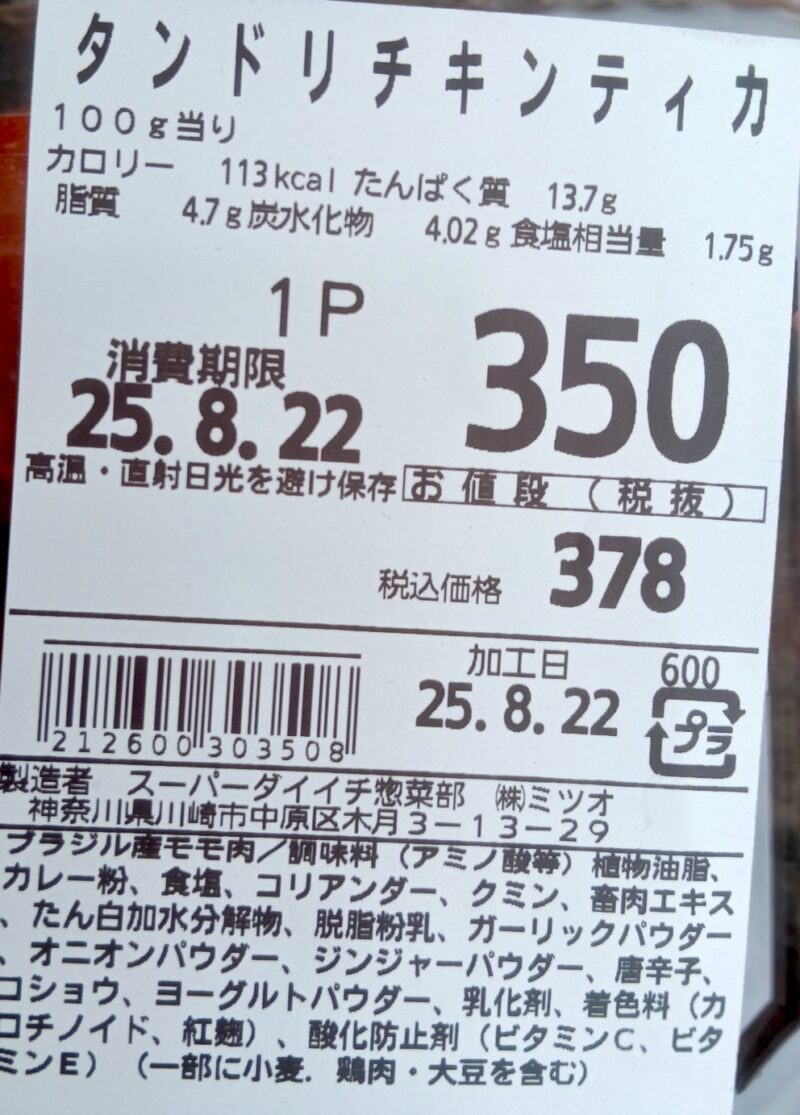 タンドリチキンティカ
100g当り
カロリー 113kcal たんぱく質 13.7g
脂質 4.7g炭水化物 4.02g食塩相当量 1.75g
1P
350
消費期限
25. 8. 22
高温・直射日光を避け保存
お値段(税抜)
税込価格 378
加工日
25. 8. 22
600
プラ
212600 303508
製造者 スーパーダイイチ惣菜部 ㈱ミツオ
神奈川県川崎市中原区木月3-13-29
ブラジル産モモ肉/調味料(アミノ酸等)植物油脂、
カレー粉、食塩、コリアンダー、クミン、畜肉エキス
、たん白加水分解物、脱脂粉乳、ガーリックパウダー
、オニオンパウダー、ジンジャーパウダー、唐辛子、
コショウ、ヨーグルトパウダー、乳化剤、着色料(カ
ロチノイド、紅麹)、酸化防止剤(ビタミンC、ビタ
ミンE)(一部に小麦.鶏肉・大豆を含む)